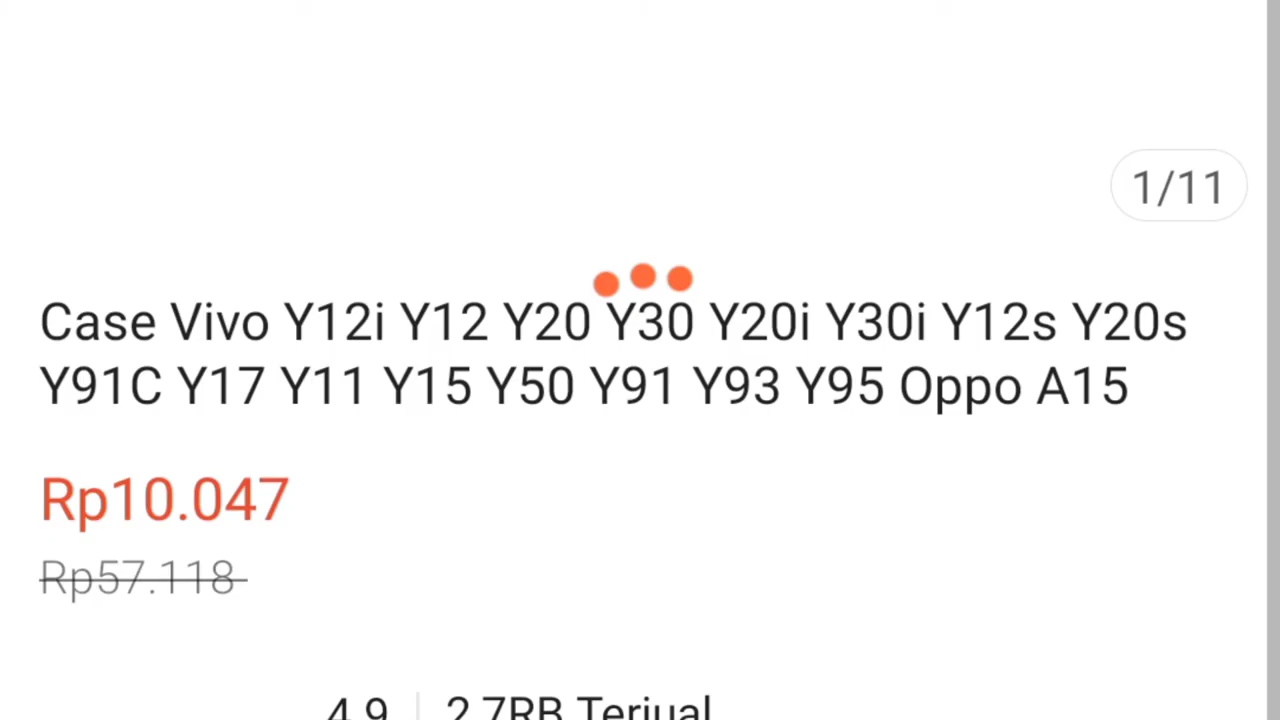 1/11
Case Vivo Y12i Y12 Y20 Y30 Y20i Y30i Y12s Y20s
Y91C Y17 Y11 Y15 Y50 Y91 Y93 Y95 Oppo A15
Rp10.047
Rp57.118
4.9 2.7RB Terjual